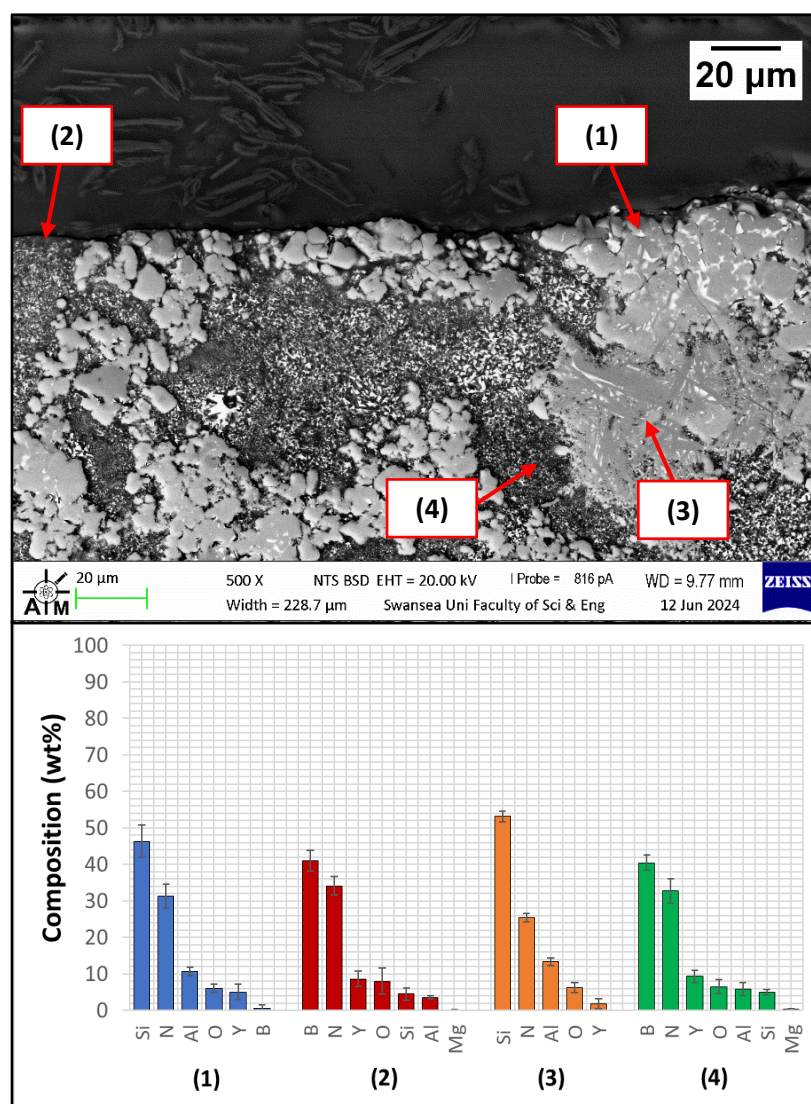 20 µm
(2)
(1)
(4)
(3)
AIM
20 µm
500 X
NTS BSD EHT = 20.00 kV
I Probe = 816 pA
WD = 9.77 mm
ZEISS
Width = 228.7 µm
Swansea Uni Faculty of Sci & Eng
12 Jun 2024
Composition (wt%)
100
90
80
70
60
50
40
30
20
10
0
Si N Al O Y B
B N Y O Si Al Mg
Si N Al O Y
B N Y O Al Si Mg
(1) (2) (3) (4)